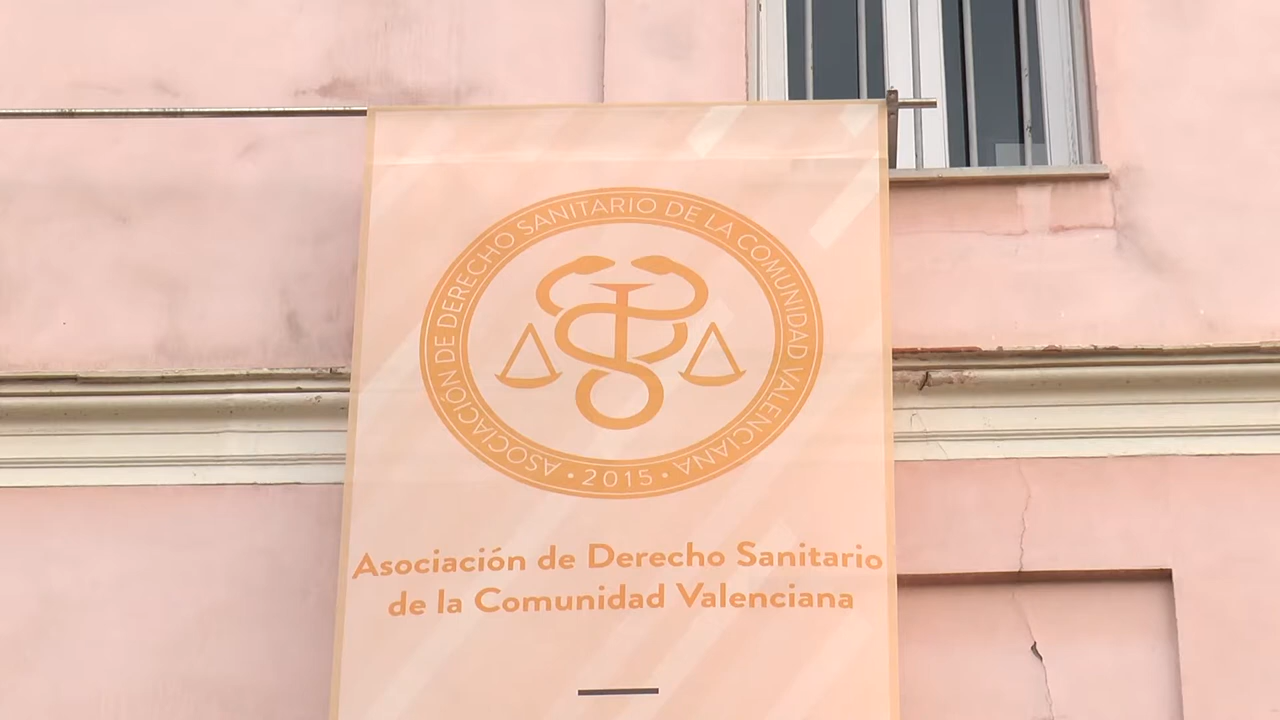 ASOCIACIÓN DE DERECHO SANITARIO DE LA COMUNIDAD VALENCIANA
· 2015 ·
Asociación de Derecho Sanitario
de la Comunidad Valenciana